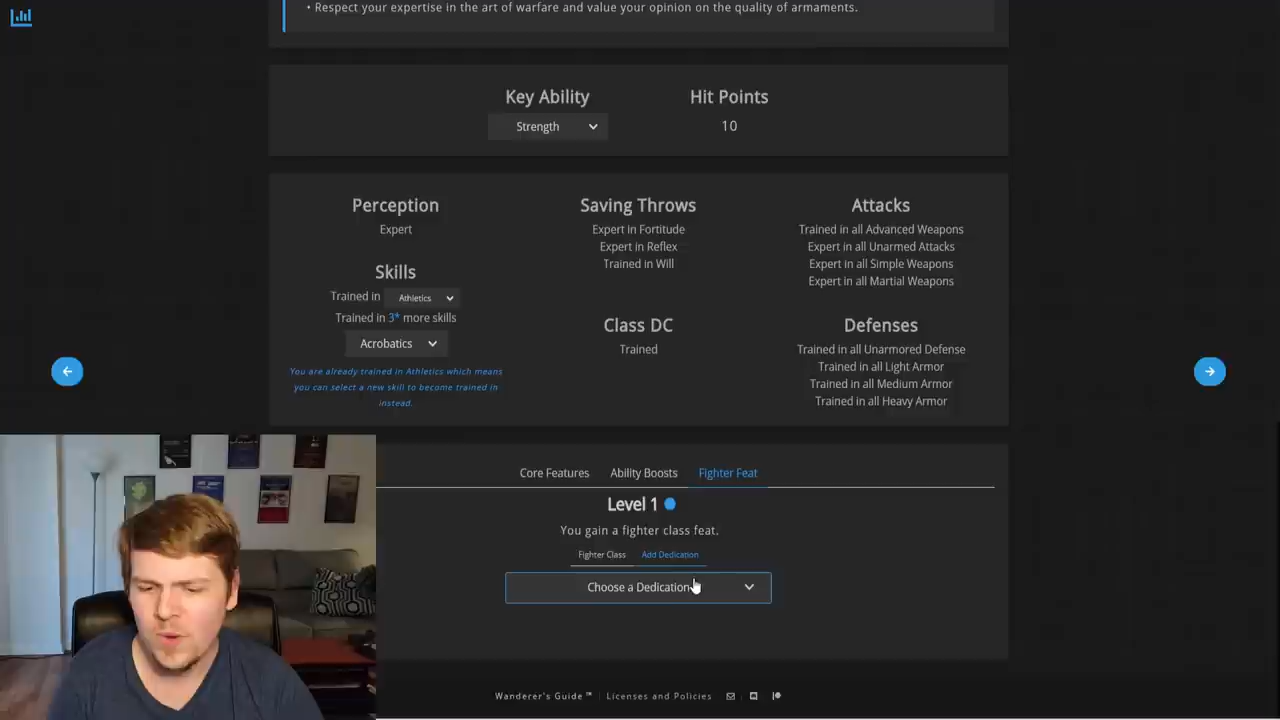 • Respect your expertise in the art of warfare and value your opinion on the quality of armaments.
Key Ability
Strength
Hit Points
10
Perception
Expert
Skills
Trained in Athletics
Trained in 3* more skills
Acrobatics
You are already trained in Athletics which means
you can select a new skill to become trained in
instead.
Saving Throws
Expert in Fortitude
Expert in Reflex
Trained in Will
Class DC
Trained
Attacks
Trained in all Advanced Weapons
Expert in all Unarmed Attacks
Expert in all Simple Weapons
Expert in all Martial Weapons
Defenses
Trained in all Unarmored Defense
Trained in all Light Armor
Trained in all Medium Armor
Trained in all Heavy Armor
Core Features Ability Boosts Fighter Feat
Level 1
You gain a fighter class feat.
Fighter Class Add Dedication
Choose a Dedication
Wanderer's Guide ™ Licenses and Policies